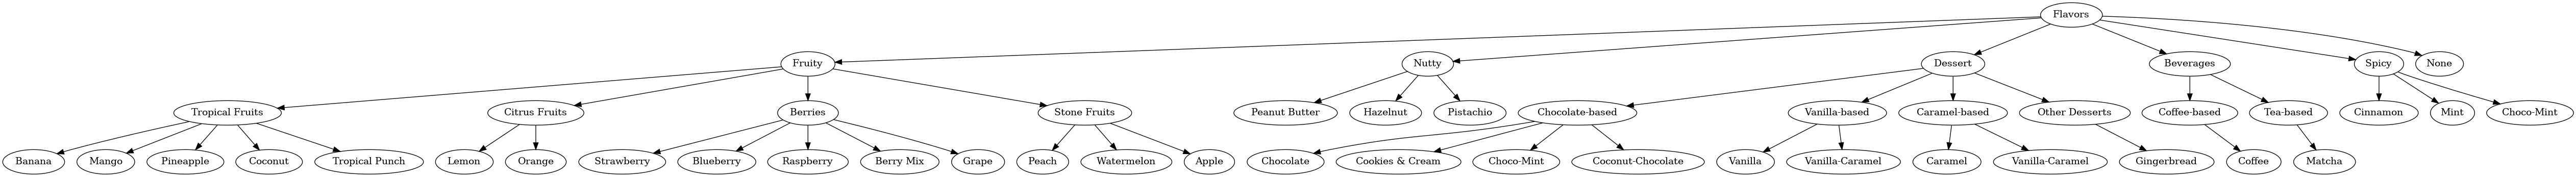 Flavors
Fruity
Nutty
Dessert
Beverages
Spicy
None
Tropical Fruits
Citrus Fruits
Berries
Stone Fruits
Peanut Butter
Hazelnut
Pistachio
Chocolate-based
Vanilla-based
Caramel-based
Other Desserts
Coffee-based
Tea-based
Cinnamon
Mint
Choco-Mint
Banana
Mango
Pineapple
Coconut
Tropical Punch
Lemon
Orange
Strawberry
Blueberry
Raspberry
Berry Mix
Grape
Peach
Watermelon
Apple
Chocolate
Cookies & Cream
Choco-Mint
Coconut-Chocolate
Vanilla
Vanilla-Caramel
Caramel
Vanilla-Caramel
Gingerbread
Coffee
Matcha